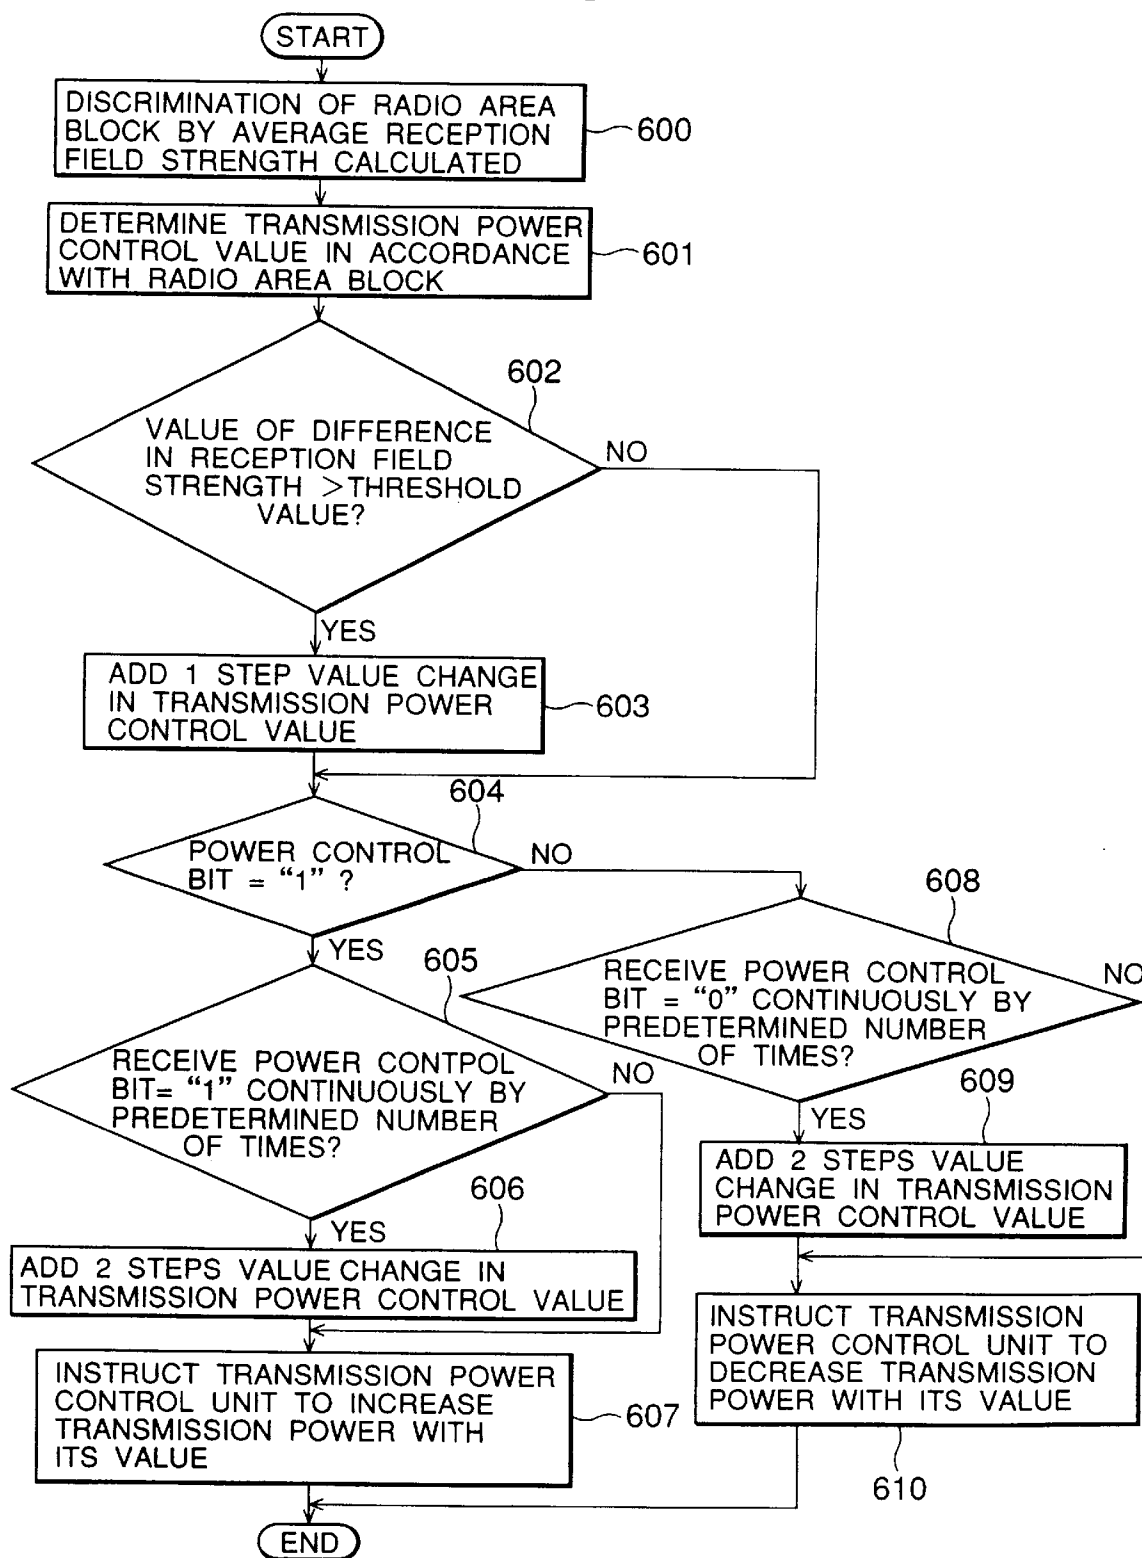 START
DISCRIMINATION OF RADIO AREA
BLOCK BY AVERAGE RECEPTION
FIELD STRENGTH CALCULATED
600
DETERMINE TRANSMISSION POWER
CONTROL VALUE IN ACCORDANCE
WITH RADIO AREA BLOCK
601
602
VALUE OF DIFFERENCE
IN RECEPTION FIELD
STRENGTH >THRESHOLD
VALUE?
NO
YES
ADD 1 STEP VALUE CHANGE
IN TRANSMISSION POWER
CONTROL VALUE
603
604
POWER CONTROL
BIT = “1” ?
NO
YES
608
RECEIVE POWER CONTROL
BIT = “0” CONTINUOUSLY BY
PREDETERMINED NUMBER
OF TIMES?
NO
YES
605
RECEIVE POWER CONTPOL
BIT= “1” CONTINUOUSLY BY
PREDETERMINED NUMBER
OF TIMES?
NO
YES
609
ADD 2 STEPS VALUE
CHANGE IN TRANSMISSION
POWER CONTROL VALUE
606
ADD 2 STEPS VALUE CHANGE IN
TRANSMISSION POWER CONTROL VALUE
INSTRUCT TRANSMISSION
POWER CONTROL UNIT TO
DECREASE TRANSMISSION
POWER WITH ITS VALUE
610
INSTRUCT TRANSMISSION POWER
CONTROL UNIT TO INCREASE
TRANSMISSION POWER WITH
ITS VALUE
607
END